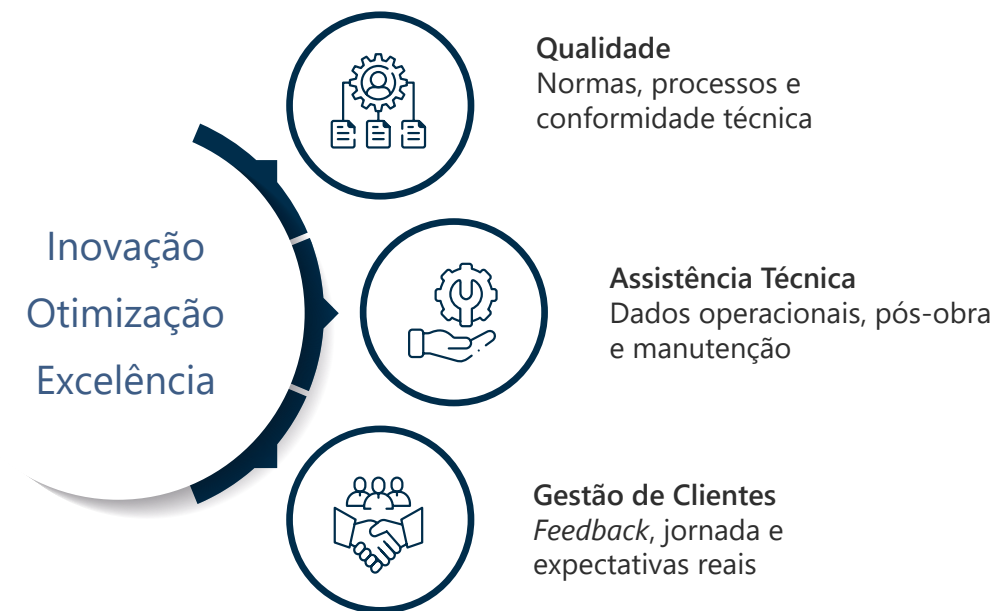 Inovação
Otimização
Excelência
Qualidade
Normas, processos e
conformidade técnica
Assistência Técnica
Dados operacionais, pós-obra
e manutenção
Gestão de Clientes
Feedback, jornada e
expectativas reais